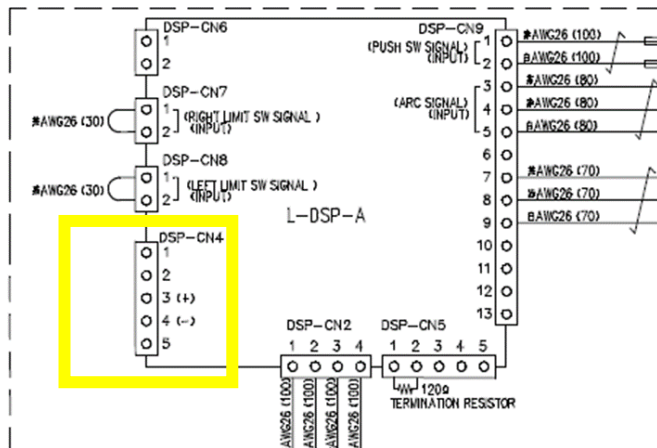 DSP-CN6
1
2
DSP-CN7
1
2
(RIGHT LIMIT SW SIGNAL )
(INPUT)
#AWG26 (30)
DSP-CN8
1
2
(LEFT LIMIT SW SIGNAL )
(INPUT)
#AWG26 (30)
DSP-CN4
1
2
3 (+)
4 (-)
5
L-DSP-A
DSP-CN9
(PUSH SW SIGNAL)
(INPUT)
(ARC SIGNAL)
(INPUT)
1 #AWG26 (100)
2 BAWG26 (100)
3 #AWG26 (80)
4 #AWG26 (80)
5 BAWG26 (80)
6
7 #AWG26 (70)
8 #AWG26 (70)
9 BAWG26 (70)
10
11
12
13
DSP-CN2
1 2 3 4
AWG26 (100)
AWG26 (100)
AWG26 (100)
AWG26 (100)
DSP-CN5
1 2 3 4 5
120Ω
TERMINATION RESISTOR